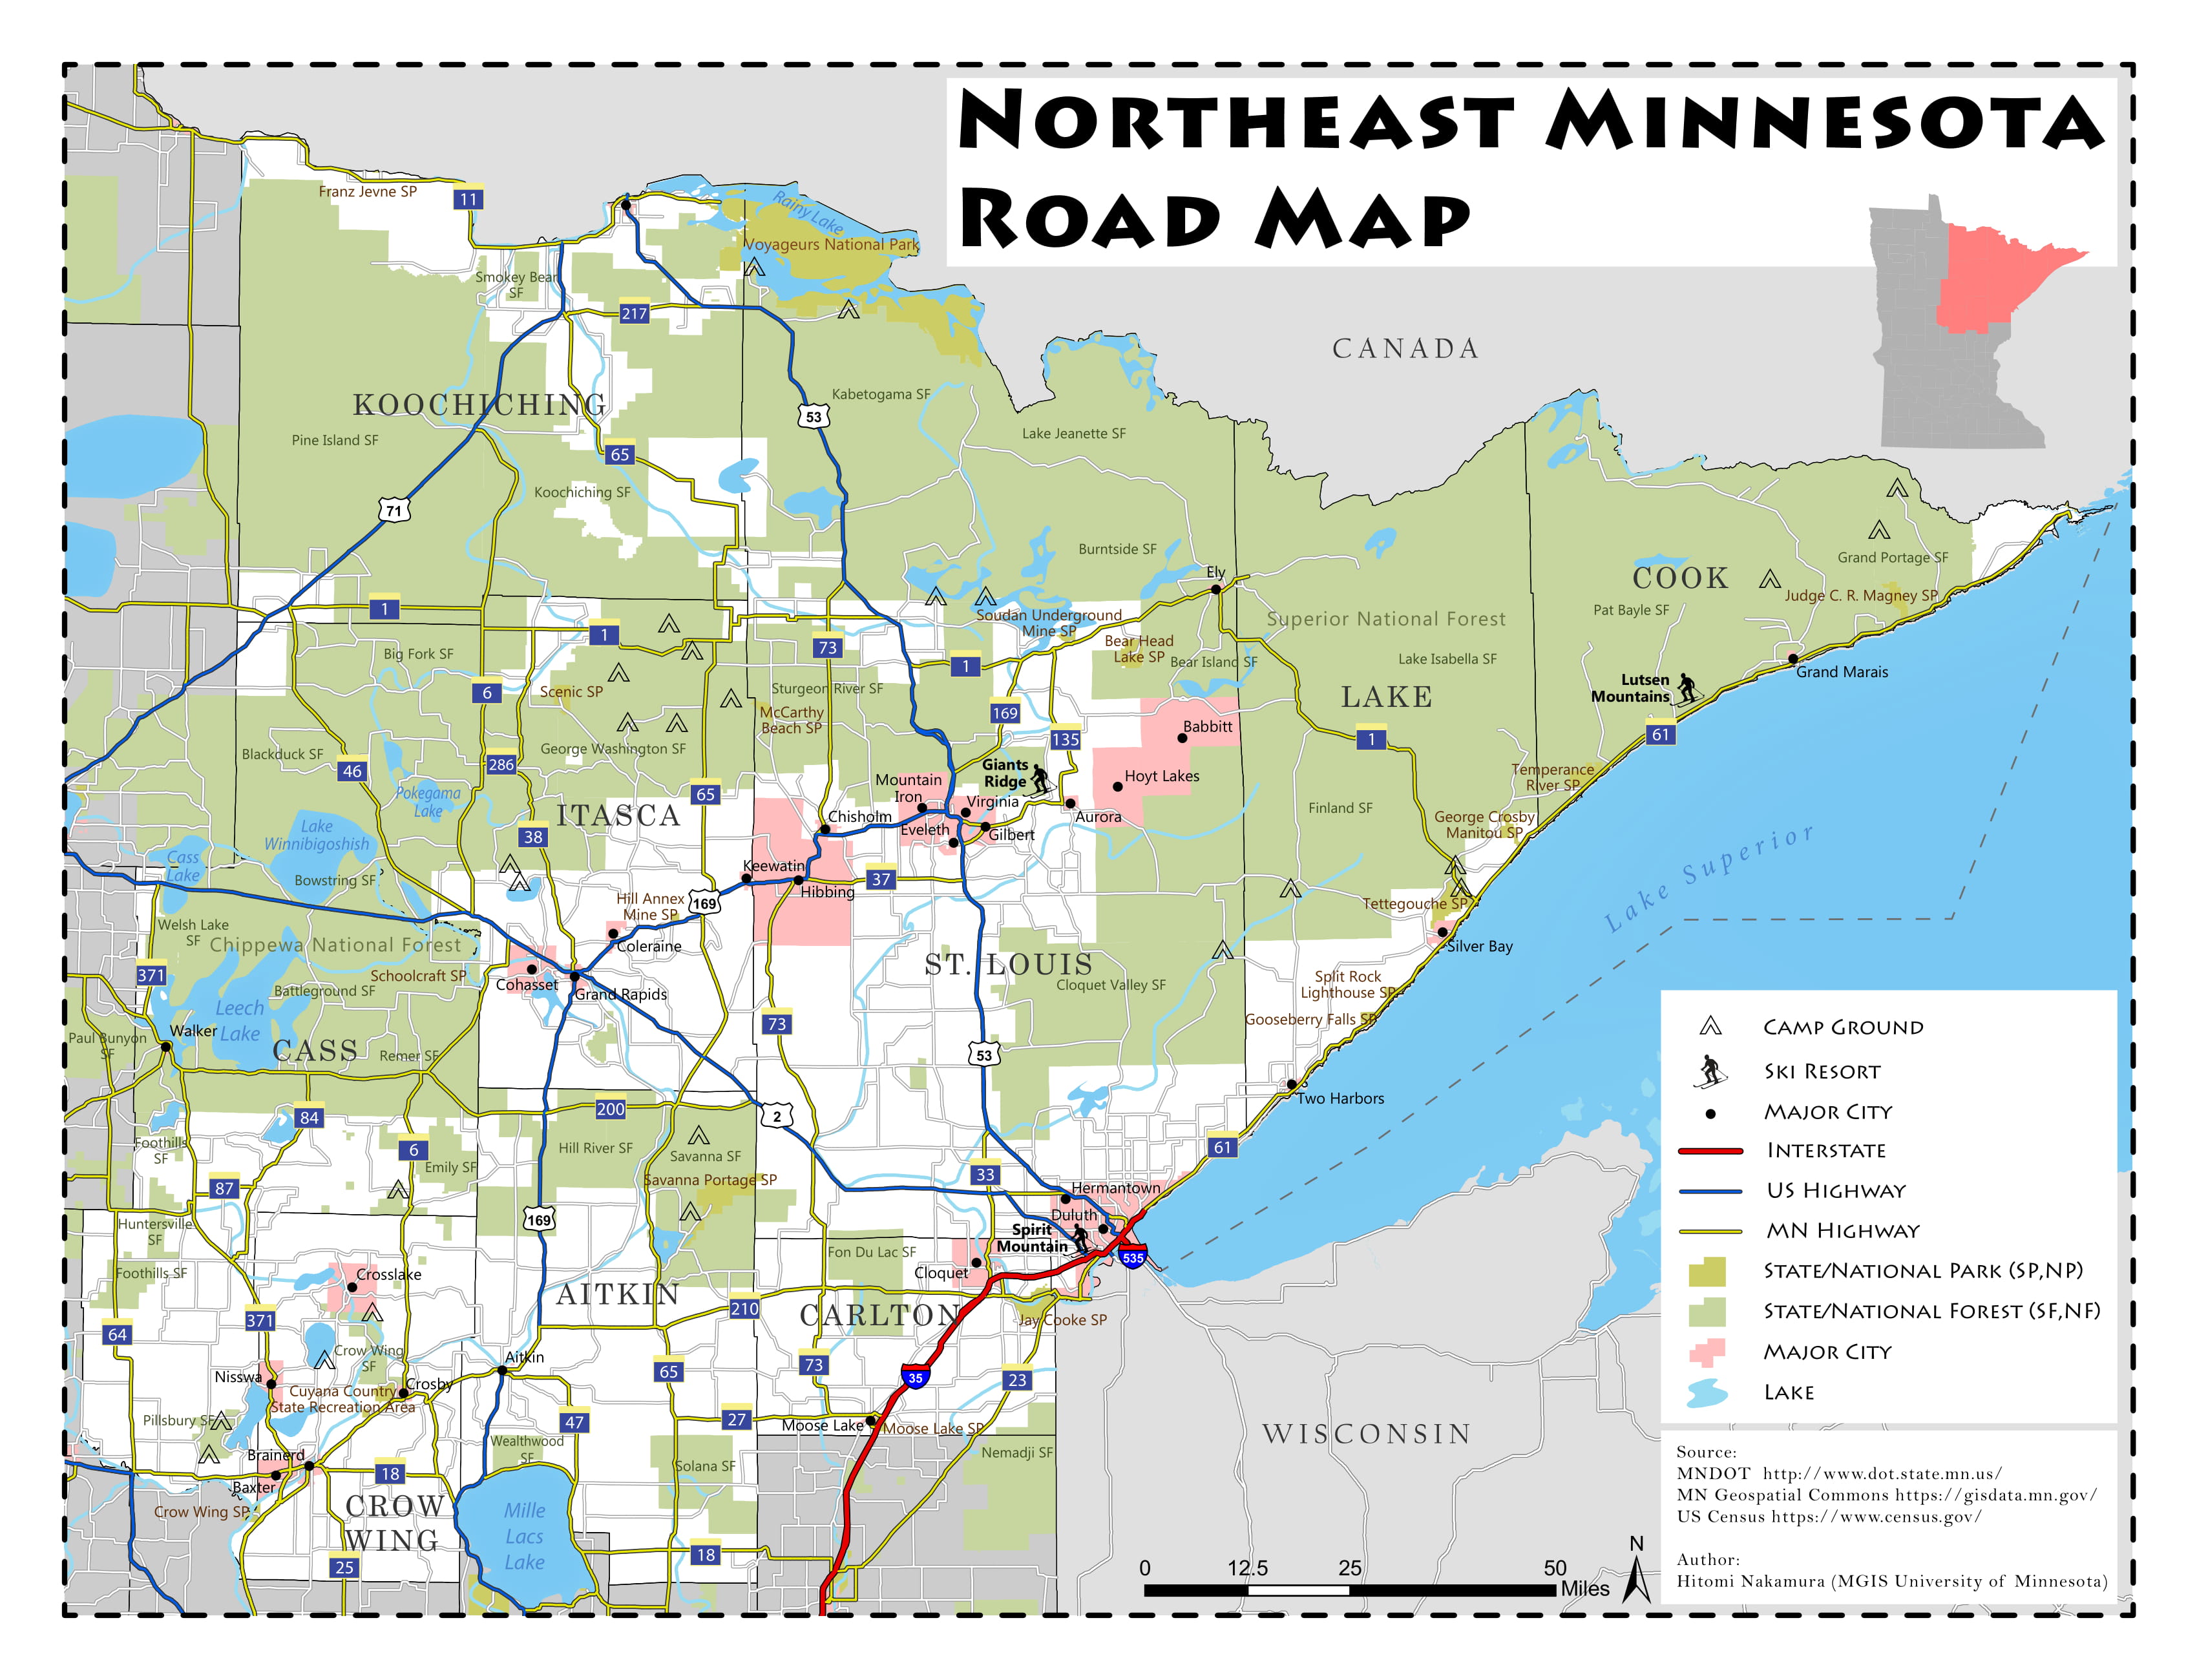 NORTHEAST MINNESOTA
ROAD MAP
Franz Jevne SP
11
Rainy Lake
Voyageurs National Park
Smokey Bear
SF
217
CANADA
KOOCHICHING
Kabetogama SF
53
Pine Island SF
Lake Jeanette SF
65
Koochiching SF
71
Burntside SF
Grand Portage SF
Ely
COOK
Judge C. R. Magney SP
1
Pat Bayle SF
Soudan Underground
Mine SP
Superior National Forest
1
73
Bear Head
Lake SP
Big Fork SF
1
Bear Island SF
Lake Isabella SF
Grand Marais
6
Scenic SP
Sturgeon River SF
LAKE
Lutsen
Mountains
McCarthy
Beach SP
169
Babbitt
61
Blackduck SF
George Washington SF
135
1
46
286
Giants
Ridge
Hoyt Lakes
Temperance
River SP
Pokegama
Lake
65
Mountain
Iron
Virginia
ITASCA
Chisholm
Finland SF
Aurora
George Crosby
Manitou SP
Lake
Winnibigoshish
38
Eveleth
Gilbert
Lake Superior
Cass
Lake
Keewatin
Bowstring SF
37
Hibbing
Hill Annex
Mine SP
169
Tettegouche SP
Welsh Lake
SF
Chippewa National Forest
Coleraine
Silver Bay
371
Schoolcraft SP
ST. LOUIS
Cohasset
Grand Rapids
Battleground SF
Cloquet Valley SF
Split Rock
Lighthouse SP
Leech
Lake
Gooseberry Falls SP
Walker
73
Paul Bunyon
SF
CASS
Remer SF
53
84
200
2
Two Harbors
Foothills
SF
6
Hill River SF
Savanna SF
61
Emily SF
33
87
Savanna Portage SP
Hermantown
Huntersville
SF
169
Duluth
Spirit
Mountain
Fon Du Lac SF
535
Foothills SF
Crosslake
Cloquet
AITKIN
210
CARLTON
371
Jay Cooke SP
64
Crow Wing
SF
Aitkin
73
65
35
23
Nisswa
Cuyana Country
State Recreation Area
Crosby
Pillsbury SF
47
27
Moose Lake
Moose Lake SP
WISCONSIN
Wealthwood
SF
Nemadji SF
Brainerd
Solana SF
18
Baxter
Crow Wing SP
CROW
WING
Mille
Lacs
Lake
18
25
CAMP GROUND
SKI RESORT
MAJOR CITY
INTERSTATE
US HIGHWAY
MN HIGHWAY
STATE/NATIONAL PARK (SP,NP)
STATE/NATIONAL FOREST (SF,NF)
MAJOR CITY
LAKE
Source:
MNDOT http://www.dot.state.mn.us/
MN Geospatial Commons https://gisdata.mn.gov/
US Census https://www.census.gov/
Author:
Hitomi Nakamura (MGIS University of Minnesota)
N
0 12.5 25 50
Miles